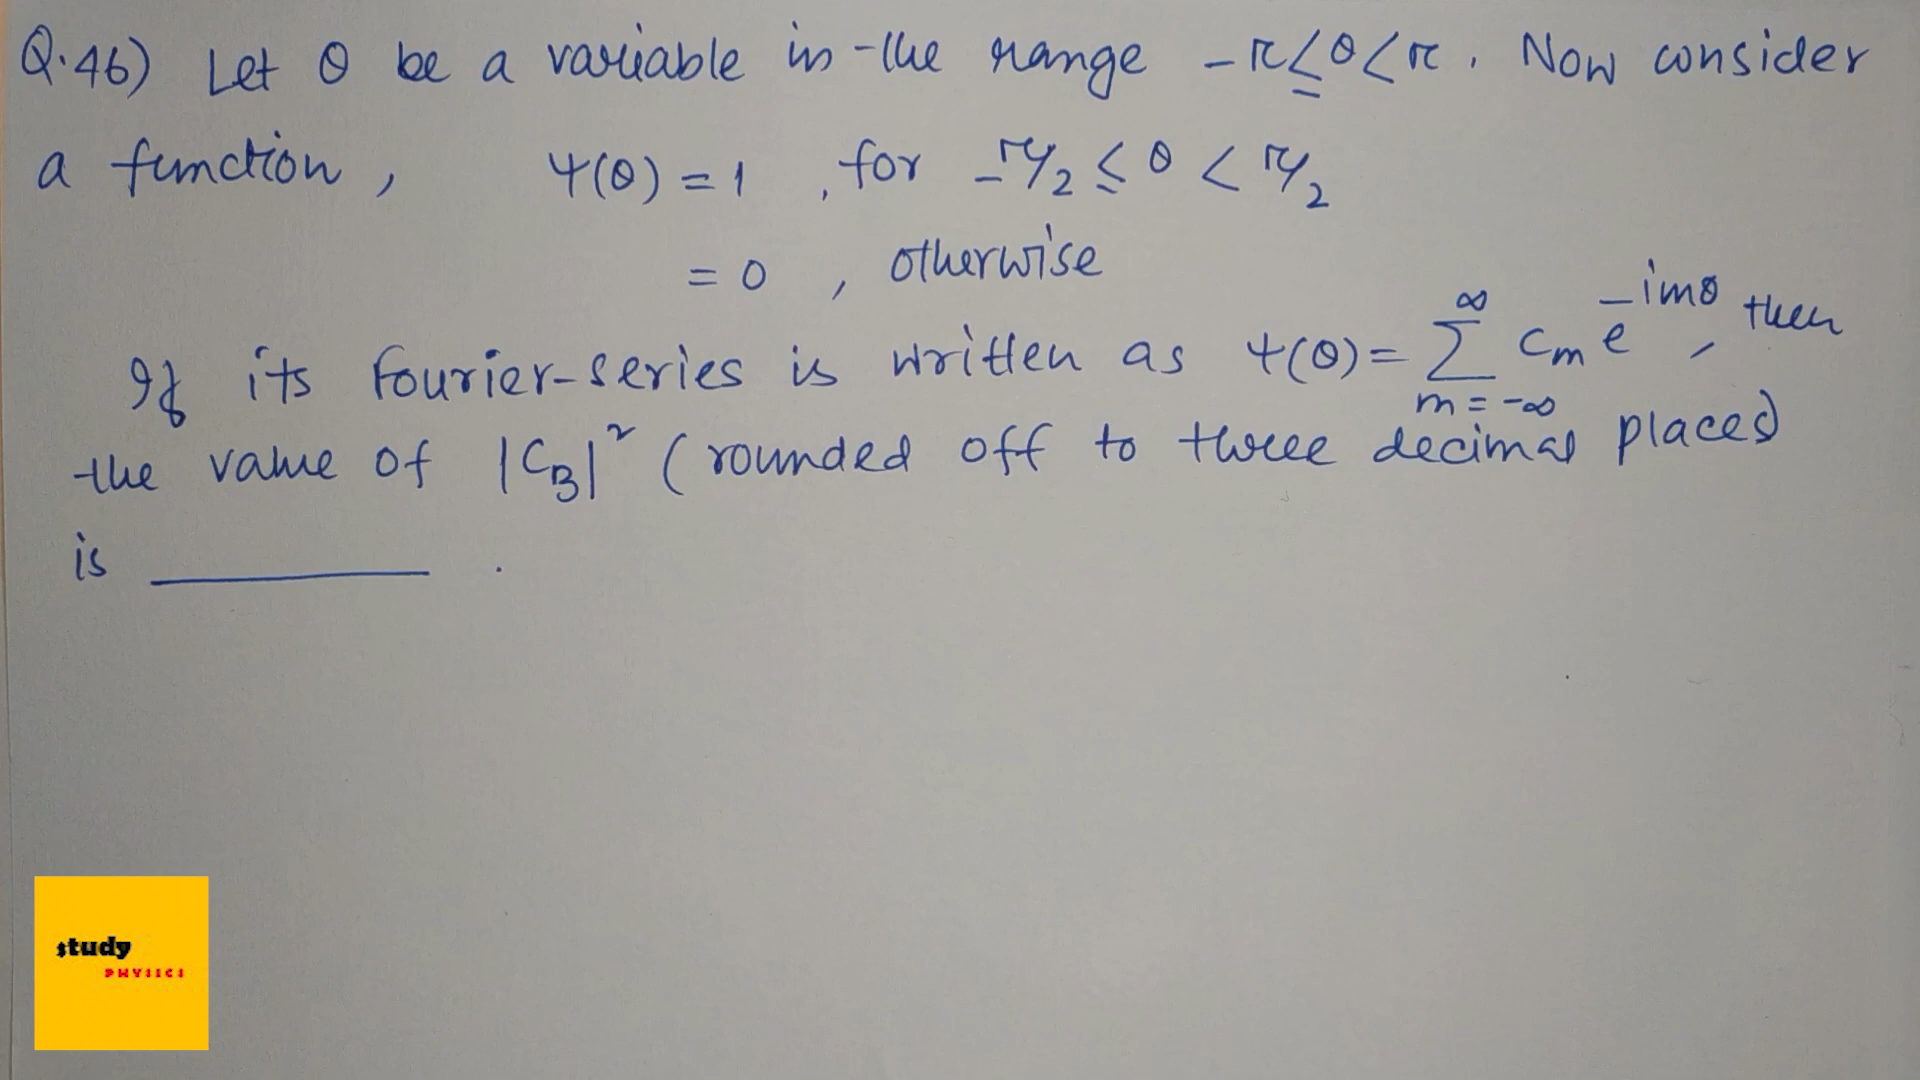 Q.46) Let θ be a variable in the range -π ≤ θ < π. Now consider
a function, ψ(θ) = 1 , for -π/2 ≤ θ < π/2
= 0 , otherwise
If its Fourier-series is written as ψ(θ) = ∑_{m=-∞}^{∞} C_m e^{-imθ}, then
the value of |C_3|² (rounded off to three decimal places)
is ________ .
study
PHYSICS